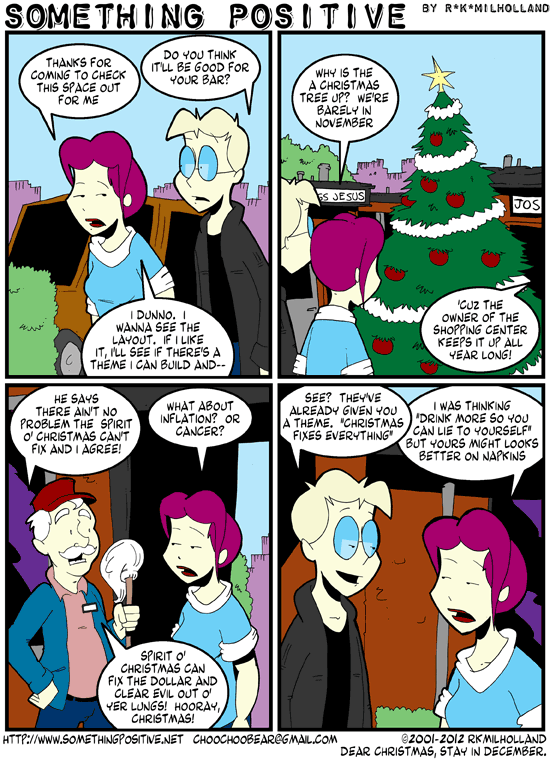 SOMETHING POSITIVE BY R*K*MILHOLLAND
THANKS FOR
COMING TO CHECK
THIS SPACE OUT
FOR ME
DO YOU THINK
IT'LL BE GOOD FOR
YOUR BAR?
I DUNNO. I
WANNA SEE THE
LAYOUT. IF I LIKE
IT, I'LL SEE IF THERE'S A
THEME I CAN BUILD AND--
WHY IS THE
A CHRISTMAS
TREE UP? WE'RE
BARELY IN
NOVEMBER
SS JESUS
JOS
'CUZ THE
OWNER OF THE
SHOPPING CENTER
KEEPS IT UP ALL
YEAR LONG!
HE SAYS
THERE AIN'T NO
PROBLEM THE SPIRIT
O' CHRISTMAS CAN'T
FIX AND I AGREE!
WHAT ABOUT
INFLATION? OR
CANCER?
SPIRIT O'
CHRISTMAS CAN
FIX THE DOLLAR AND
CLEAR EVIL OUT O'
YER LUNGS! HOORAY,
CHRISTMAS!
SEE? THEY'VE
ALREADY GIVEN YOU
A THEME. "CHRISTMAS
FIXES EVERYTHING"
I WAS THINKING
"DRINK MORE SO YOU
CAN LIE TO YOURSELF"
BUT YOURS MIGHT LOOKS
BETTER ON NAPKINS
HTTP://WWW.SOMETHINGPOSITIVE.NET CHOOCHOOBEAR@GMAIL.COM ©2001-2012 RKMILHOLLAND
DEAR CHRISTMAS, STAY IN DECEMBER.